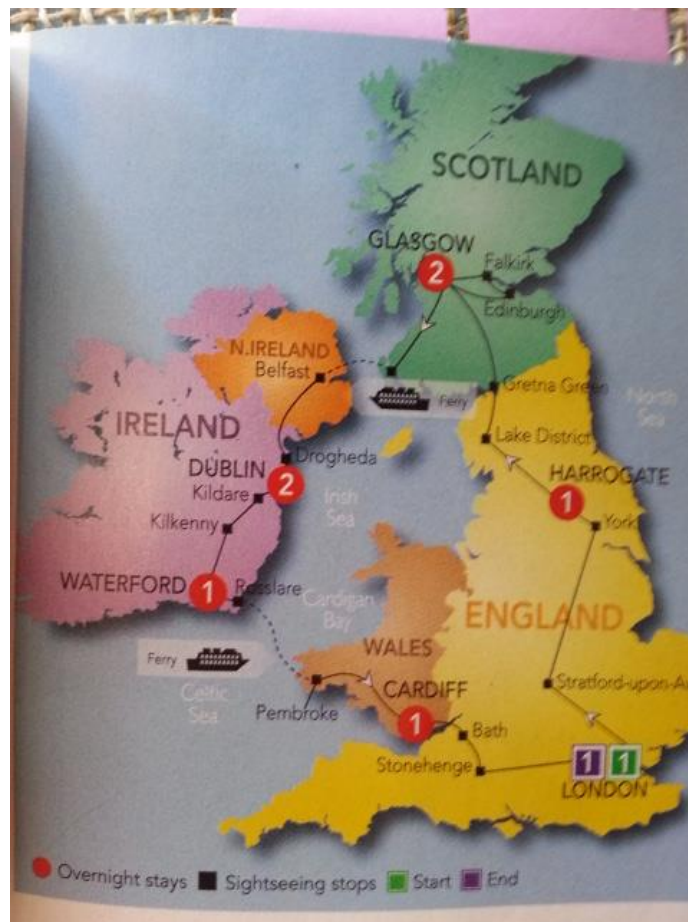 SCOTLAND
GLASGOW
2
Falkirk
Edinburgh
N.IRELAND
Belfast
Ferry
Gretna Green
North
Sea
IRELAND
Lake District
Drogheda
DUBLIN
2
HARROGATE
1
Kildare
Irish
Sea
Kilkenny
York
WATERFORD
1
Rosslare
Cardigan
Bay
ENGLAND
WALES
Ferry
Celtic
Sea
Pembroke
CARDIFF
1
Stratford-upon-A
Bath
Stonehenge
1 1
LONDON
Overnight stays Sightseeing stops Start End